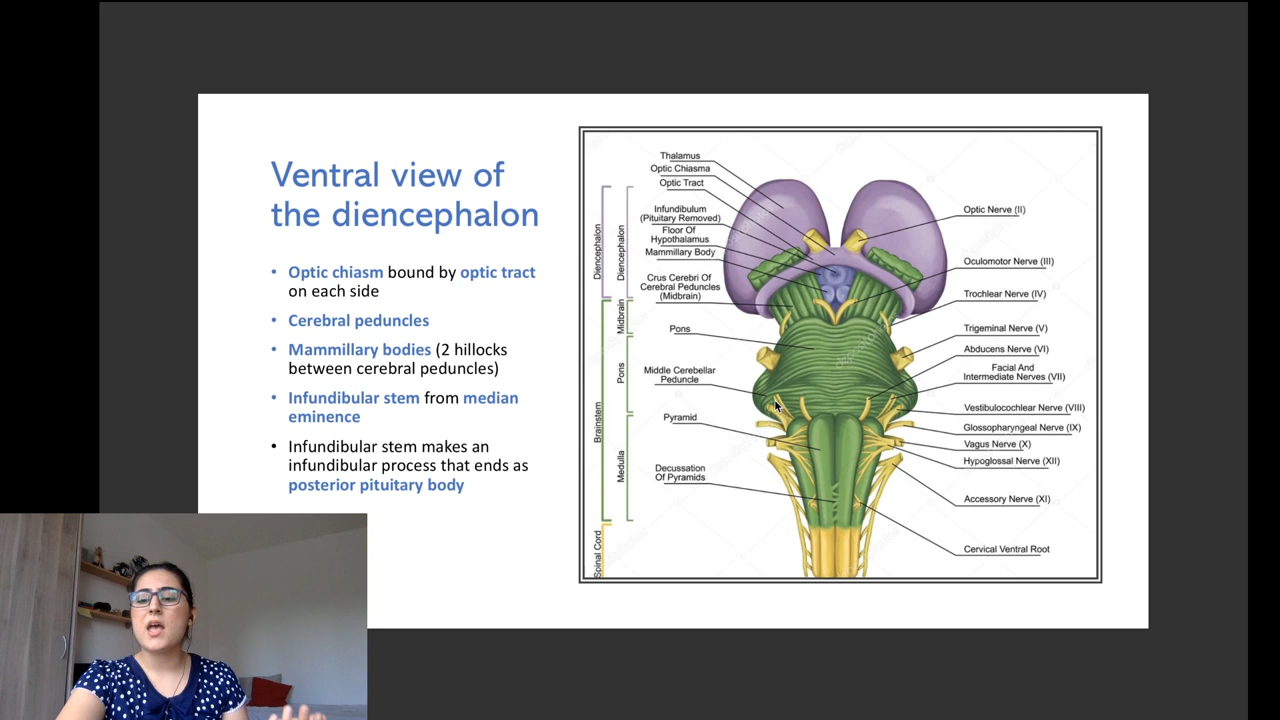 Ventral view of
the diencephalon
• Optic chiasm bound by optic tract
on each side
• Cerebral peduncles
• Mammillary bodies (2 hillocks
between cerebral peduncles)
• Infundibular stem from median
eminence
• Infundibular stem makes an
infundibular process that ends as
posterior pituitary body
Thalamus
Optic Chiasma
Optic Tract
Infundibulum
(Pituitary Removed)
Floor Of
Hypothalamus
Mammillary Body
Crus Cerebri Of
Cerebral Peduncles
(Midbrain)
Pons
Middle Cerebellar
Peduncle
Pyramid
Decussation
Of Pyramids
Diencephalon
Diencephalon
Midbrain
Pons
Brainstem
Medulla
Spinal Cord
Optic Nerve (II)
Oculomotor Nerve (III)
Trochlear Nerve (IV)
Trigeminal Nerve (V)
Abducens Nerve (VI)
Facial And
Intermediate Nerves (VII)
Vestibulocochlear Nerve (VIII)
Glossopharyngeal Nerve (IX)
Vagus Nerve (X)
Hypoglossal Nerve (XII)
Accessory Nerve (XI)
Cervical Ventral Root